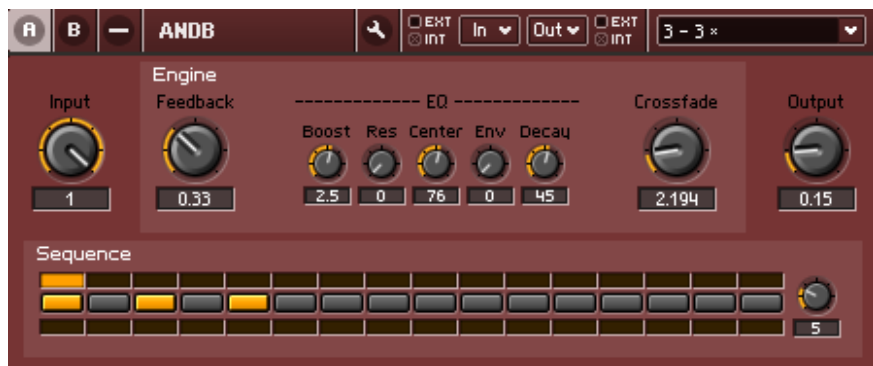 A B ANDB EXT INT In Out EXT INT 3 - 3 ×
Engine
Input Feedback ------------- EQ ------------- Crossfade Output
Boost Res Center Env Decay
1 0.33 2.5 0 76 0 45 2.194 0.15
Sequence
5